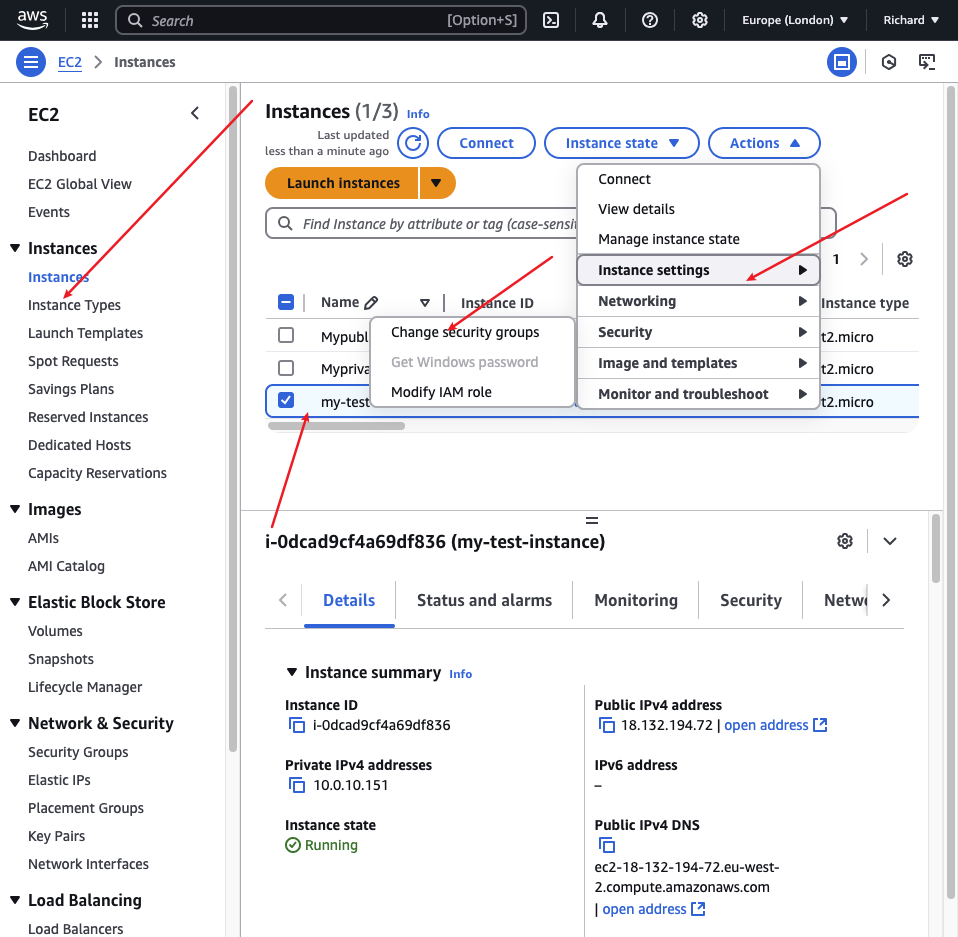 aws
Search [Option+S]
Europe (London)
Richard
EC2
Instances
EC2
Dashboard
EC2 Global View
Events
Instances
Instances
Instance Types
Launch Templates
Spot Requests
Savings Plans
Reserved Instances
Dedicated Hosts
Capacity Reservations
Images
AMIs
AMI Catalog
Elastic Block Store
Volumes
Snapshots
Lifecycle Manager
Network & Security
Security Groups
Elastic IPs
Placement Groups
Key Pairs
Network Interfaces
Load Balancing
Load Balancers
Instances (1/3) Info
Last updated
less than a minute ago
Connect
Instance state
Actions
Launch instances
Find Instance by attribute or tag (case-sensit
1
Name
Instance ID
Instance type
Mypubl
t2.micro
Mypriva
t2.micro
my-test
t2.micro
Connect
View details
Manage instance state
Instance settings
Networking
Security
Image and templates
Monitor and troubleshoot
Change security groups
Get Windows password
Modify IAM role
i-0dcad9cf4a69df836 (my-test-instance)
Details
Status and alarms
Monitoring
Security
Netw
Instance summary Info
Instance ID
i-0dcad9cf4a69df836
Private IPv4 addresses
10.0.10.151
Instance state
Running
Public IPv4 address
18.132.194.72 | open address
IPv6 address
–
Public IPv4 DNS
ec2-18-132-194-72.eu-west-
2.compute.amazonaws.com
| open address